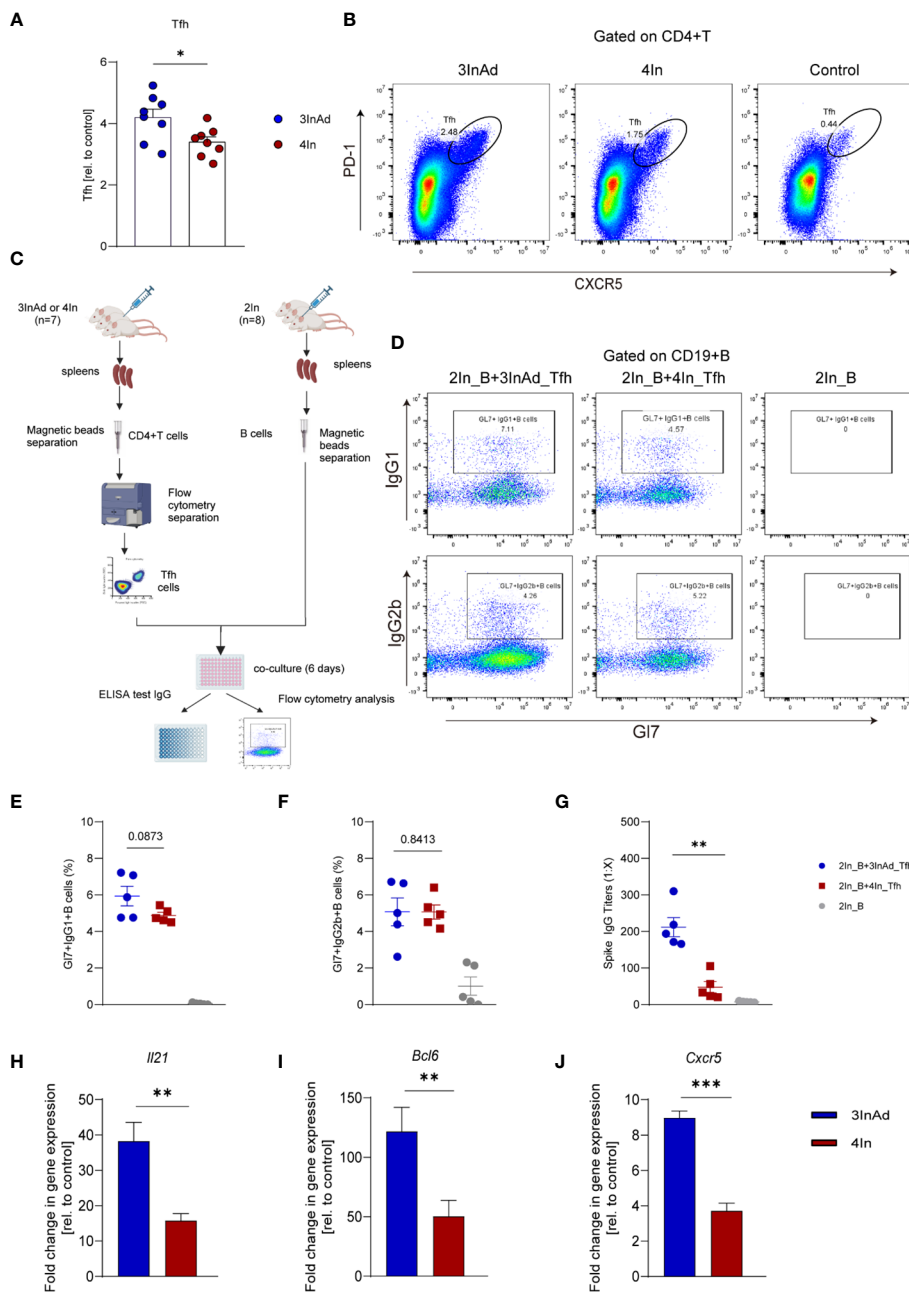 A
Tfh
*
6
4
2
0
Tfh [rel. to control]
3InAd
4In
B
Gated on CD4+T
3InAd
4In
Control
Tfh
2.48
Tfh
1.75
Tfh
0.44
PD-1
CXCR5
C
3InAd or 4In
(n=7)
2In
(n=8)
spleens
spleens
Magnetic beads
separation
CD4+T cells
B cells
Magnetic
beads
separation
Flow
cytometry
separation
Tfh
cells
co-culture (6 days)
ELISA test IgG
Flow cytometry analysis
D
Gated on CD19+B
2In_B+3InAd_Tfh
2In_B+4In_Tfh
2In_B
GL7+ IgG1+B cells
7.11
GL7+ IgG1+B cells
4.57
GL7+ IgG1+B cells
0
IgG1
GL7+IgG2b+B cells
4.26
GL7+IgG2b+B cells
5.22
GL7+IgG2b+B cells
0
IgG2b
Gl7
E
0.0873
10
8
6
4
2
0
Gl7+IgG1+B cells (%)
F
0.8413
10
8
6
4
2
0
Gl7+IgG2b+B cells (%)
G
**
500
400
300
200
100
0
Spike IgG Titers (1:X)
2In_B+3InAd_Tfh
2In_B+4In_Tfh
2In_B
H
Il21
**
50
40
30
20
10
0
Fold change in gene expression
[rel. to control]
I
Bcl6
**
150
100
50
0
Fold change in gene expression
[rel. to control]
J
Cxcr5
***
10
8
6
4
2
0
Fold change in gene expression
[rel. to control]
3InAd
4In